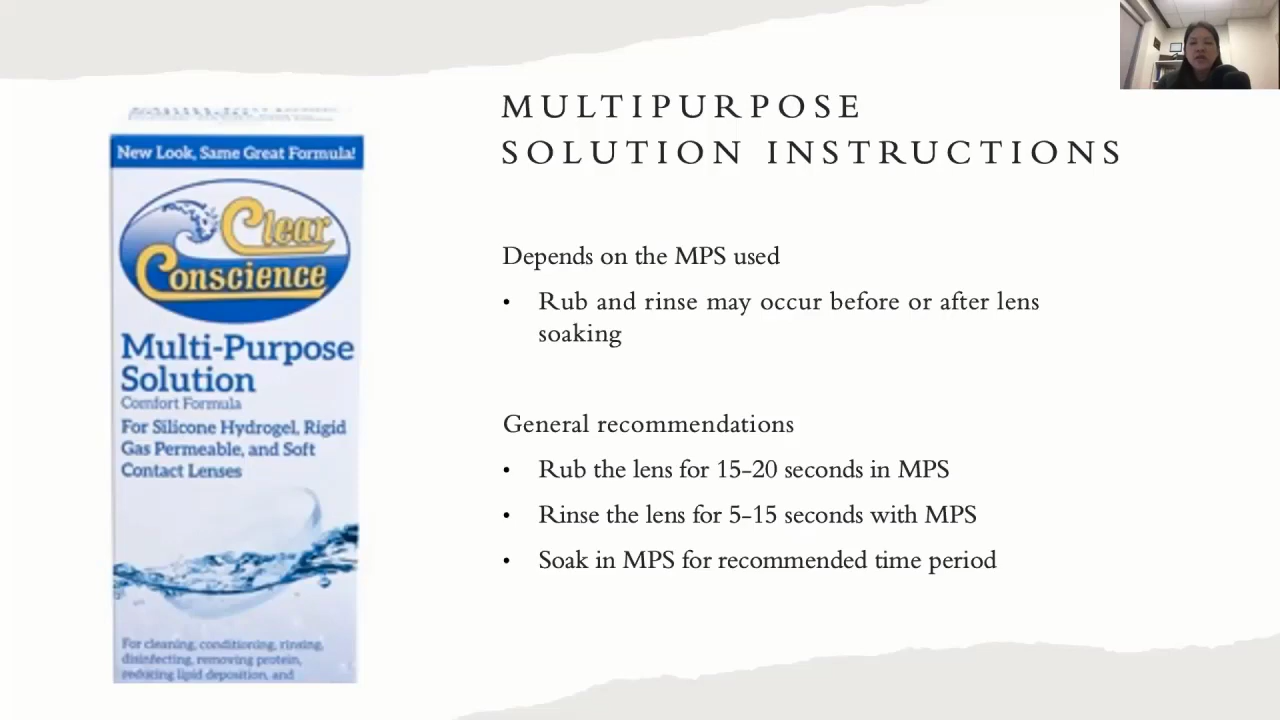 MULTIPURPOSE
SOLUTION INSTRUCTIONS
Depends on the MPS used
• Rub and rinse may occur before or after lens
soaking
General recommendations
• Rub the lens for 15-20 seconds in MPS
• Rinse the lens for 5-15 seconds with MPS
• Soak in MPS for recommended time period
New Look, Same Great Formula!
Clear
Conscience
Multi-Purpose
Solution
Comfort Formula
For Silicone Hydrogel, Rigid
Gas Permeable, and Soft
Contact Lenses
For cleaning, conditioning, rinsing,
disinfecting, removing protein,
reducing lipid deposition, and